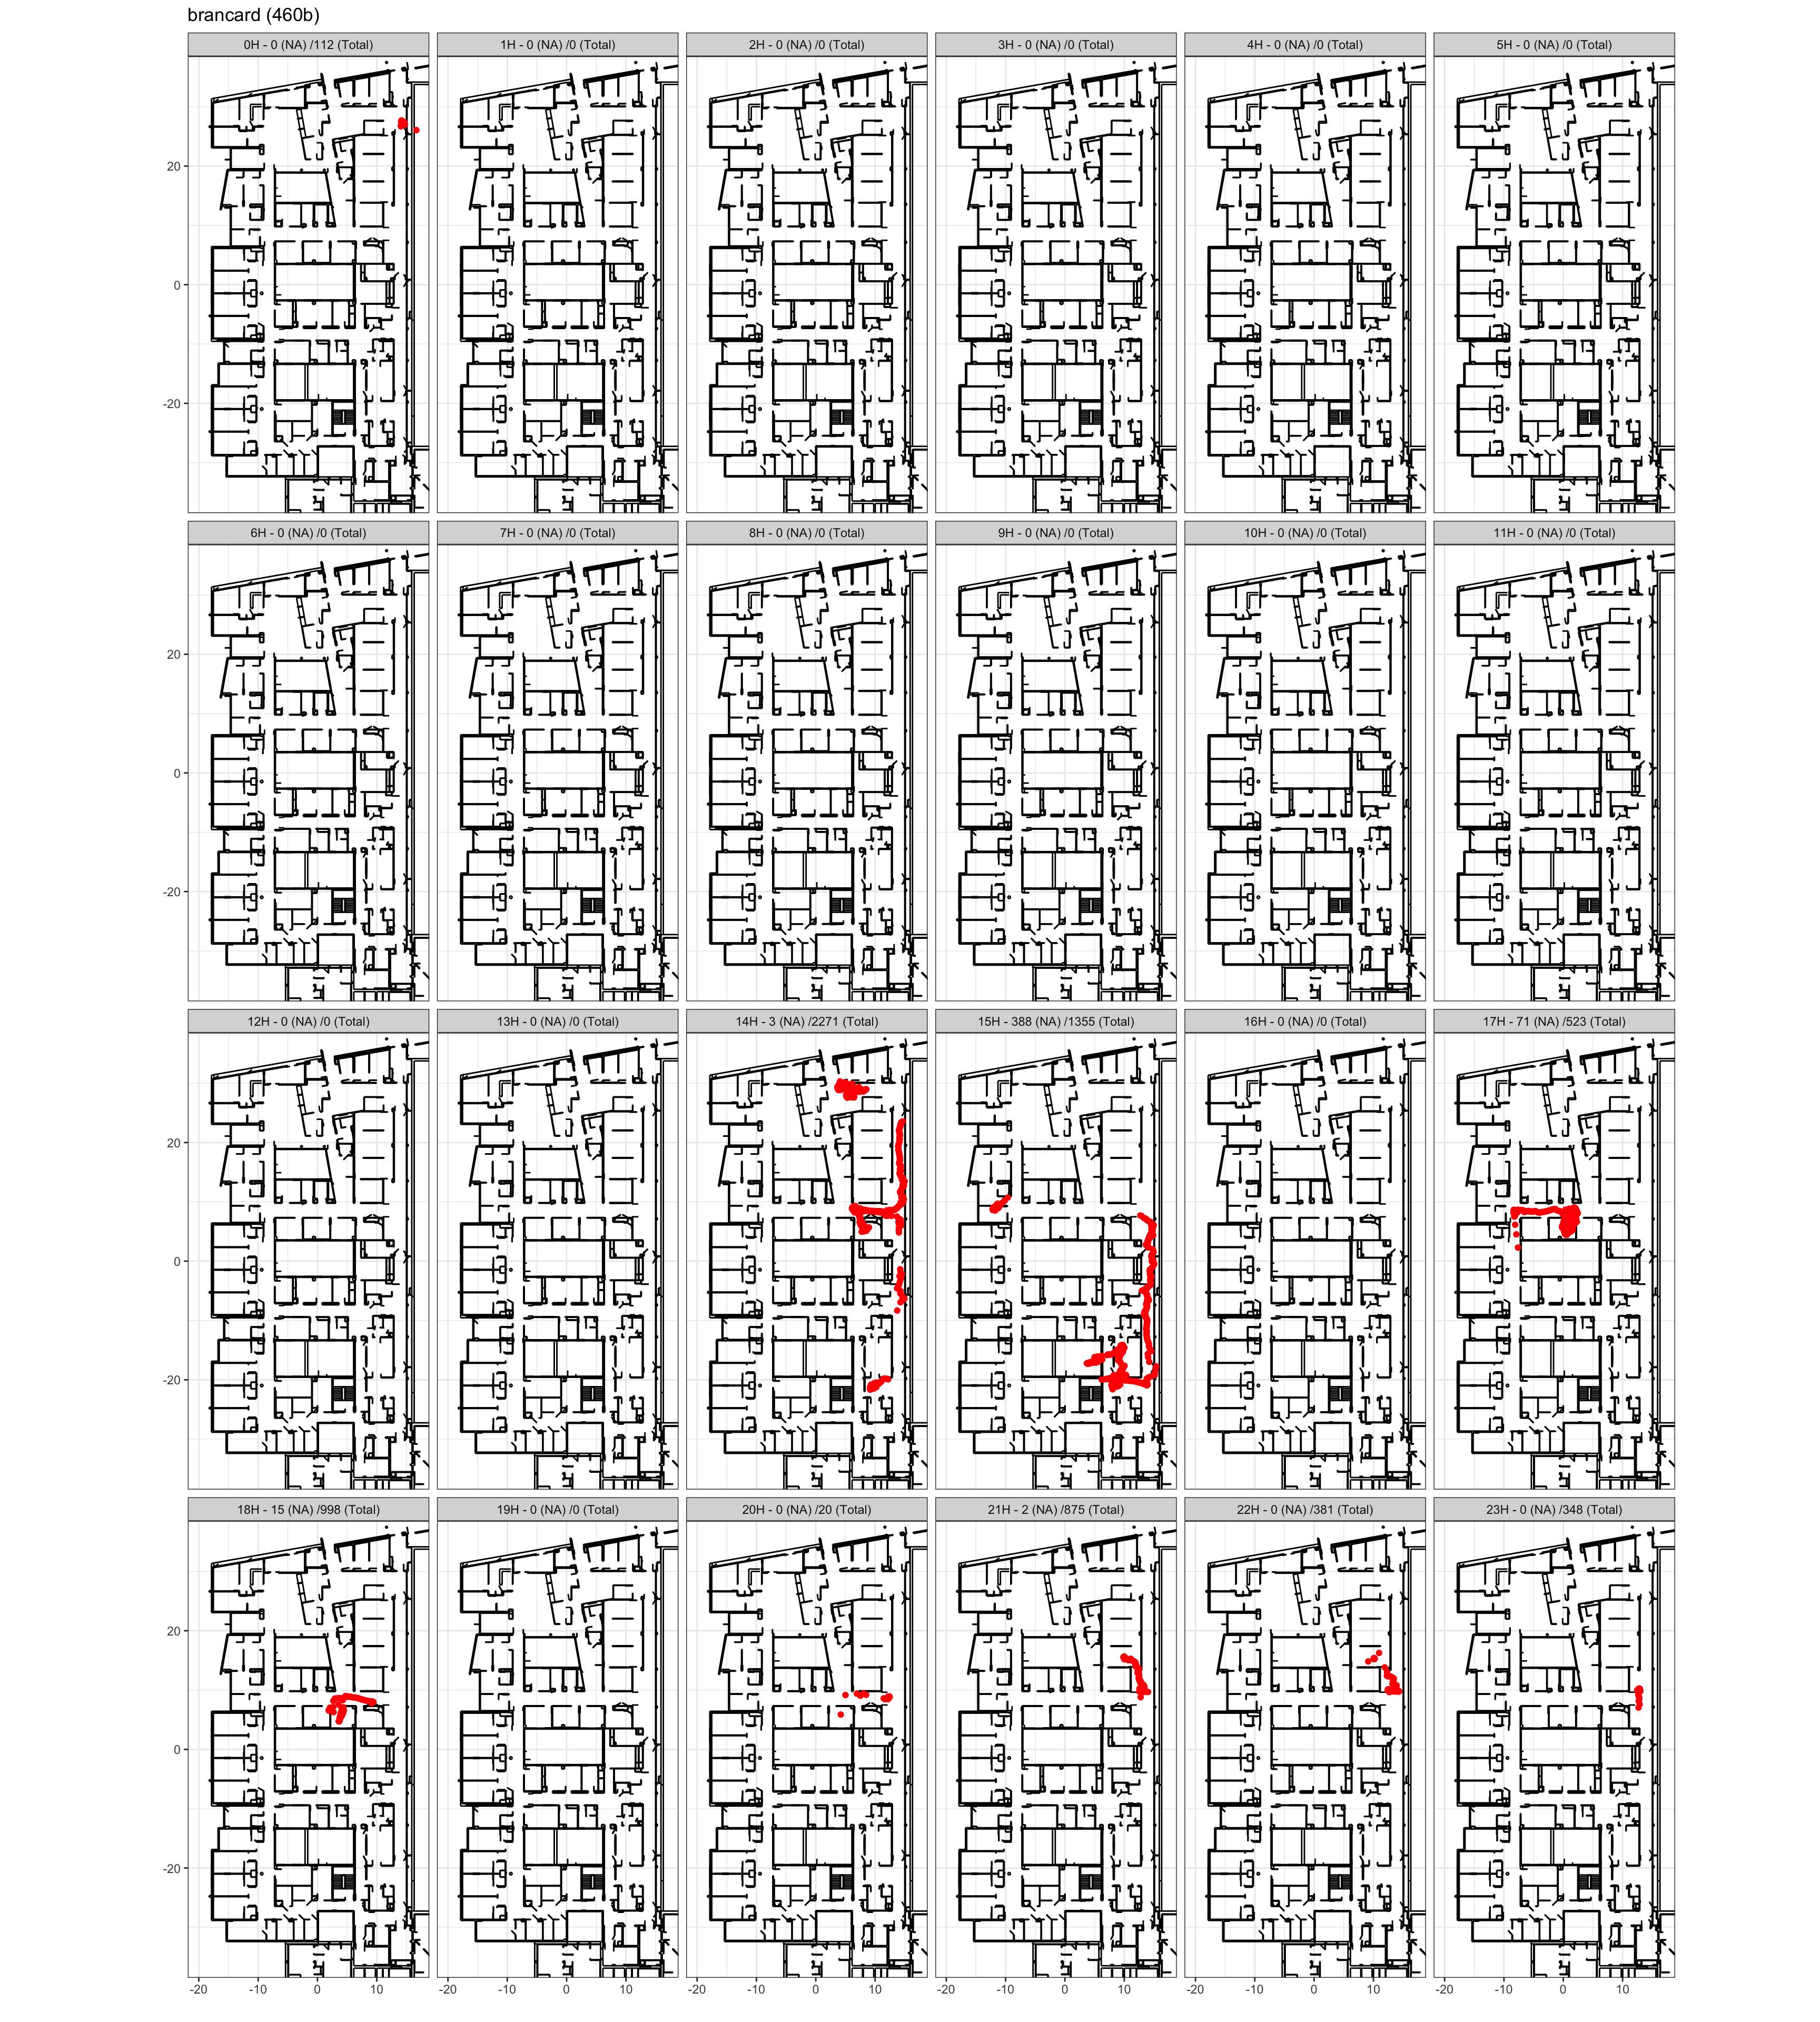 brancard (460b)
0H - 0 (NA) /112 (Total) 1H - 0 (NA) /0 (Total) 2H - 0 (NA) /0 (Total) 3H - 0 (NA) /0 (Total) 4H - 0 (NA) /0 (Total) 5H - 0 (NA) /0 (Total)
20
0
-20
6H - 0 (NA) /0 (Total) 7H - 0 (NA) /0 (Total) 8H - 0 (NA) /0 (Total) 9H - 0 (NA) /0 (Total) 10H - 0 (NA) /0 (Total) 11H - 0 (NA) /0 (Total)
20
0
-20
12H - 0 (NA) /0 (Total) 13H - 0 (NA) /0 (Total) 14H - 3 (NA) /2271 (Total) 15H - 388 (NA) /1355 (Total) 16H - 0 (NA) /0 (Total) 17H - 71 (NA) /523 (Total)
20
0
-20
18H - 15 (NA) /998 (Total) 19H - 0 (NA) /0 (Total) 20H - 0 (NA) /20 (Total) 21H - 2 (NA) /875 (Total) 22H - 0 (NA) /381 (Total) 23H - 0 (NA) /348 (Total)
20
0
-20
-20 -10 0 10 -20 -10 0 10 -20 -10 0 10 -20 -10 0 10 -20 -10 0 10 -20 -10 0 10